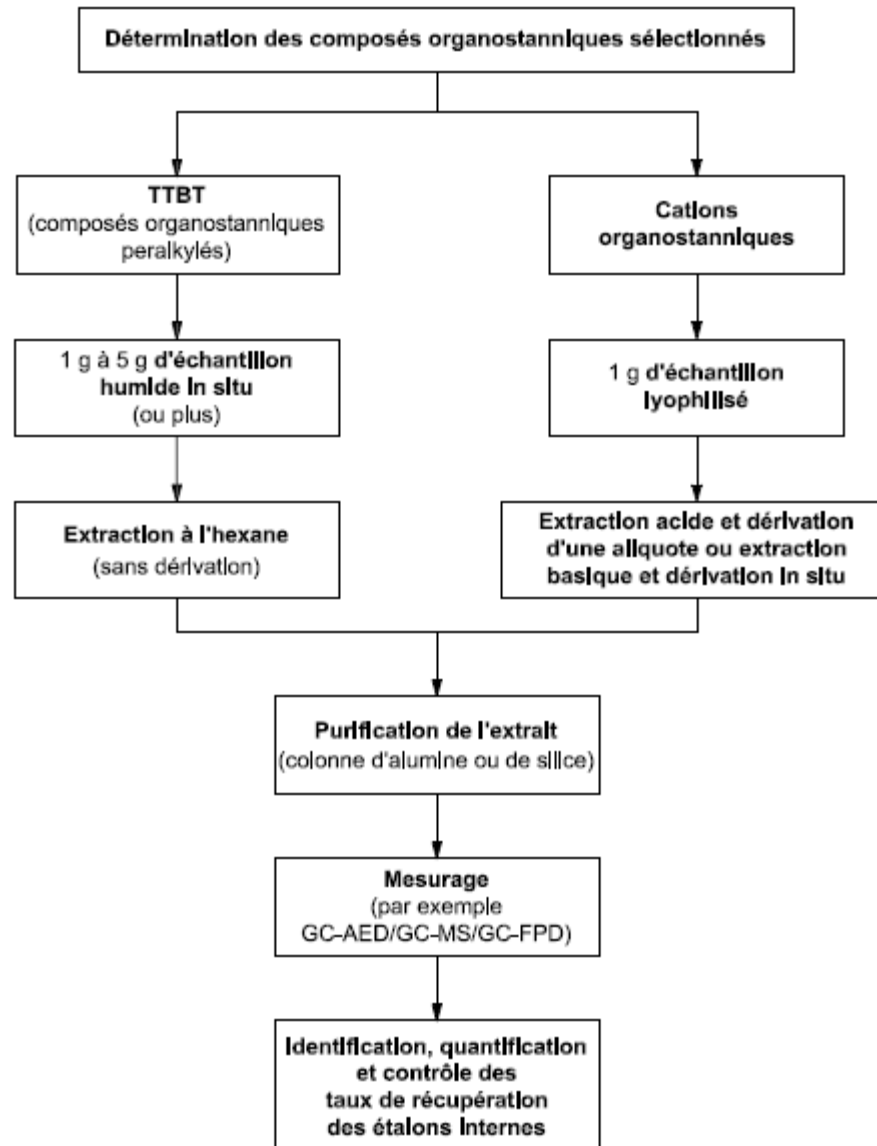 Détermination des composés organostanniques sélectionnés
TTBT
(composés organostanniques
peralkylés)
Cations
organostanniques
1 g à 5 g d'échantillon
humide in situ
(ou plus)
1 g d'échantillon
lyophilisé
Extraction à l'hexane
(sans dérivation)
Extraction acide et dérivation
d'une aliquote ou extraction
basique et dérivation in situ
Purification de l'extrait
(colonne d'alumine ou de silice)
Mesurage
(par exemple
GC-AED/GC-MS/GC-FPD)
Identification, quantification
et contrôle des
taux de récupération
des étalons internes